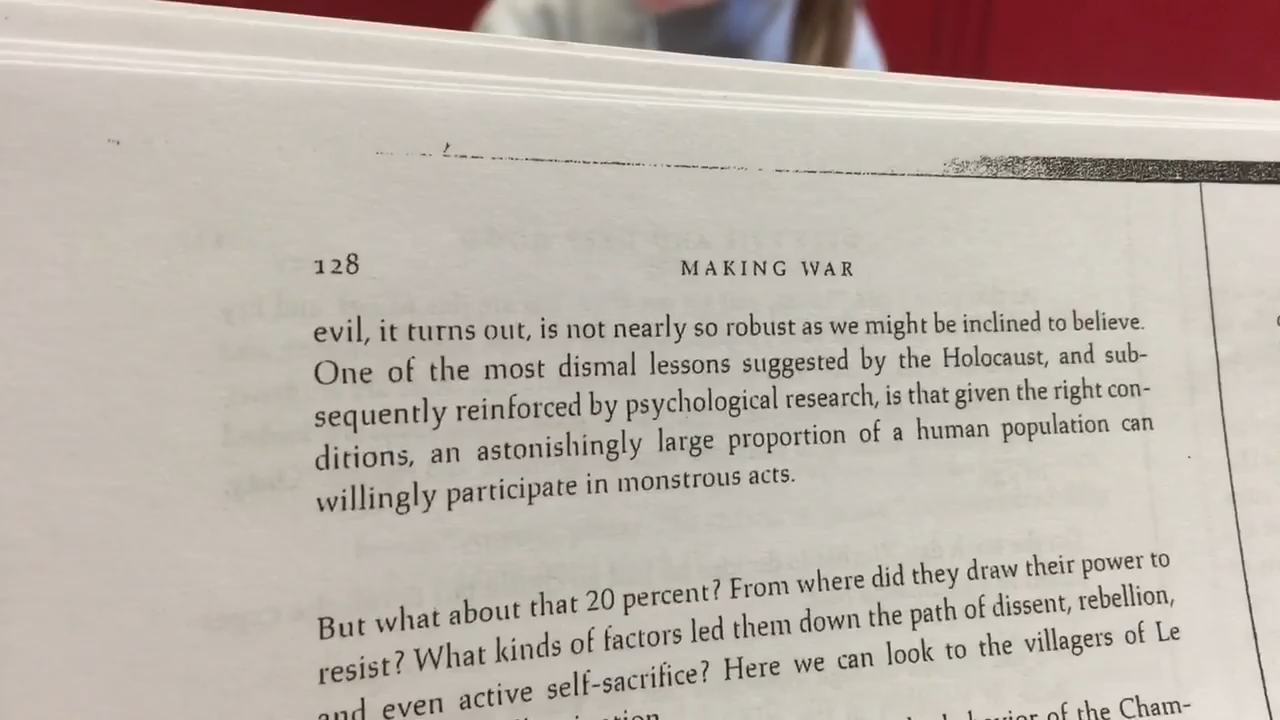 128
MAKING WAR
evil, it turns out, is not nearly so robust as we might be inclined to believe.
One of the most dismal lessons suggested by the Holocaust, and sub-
sequently reinforced by psychological research, is that given the right con-
ditions, an astonishingly large proportion of a human population can
willingly participate in monstrous acts.
But what about that 20 percent? From where did they draw their power to
resist? What kinds of factors led them down the path of dissent, rebellion,
and even active self-sacrifice? Here we can look to the villagers of Le
of the Cham-